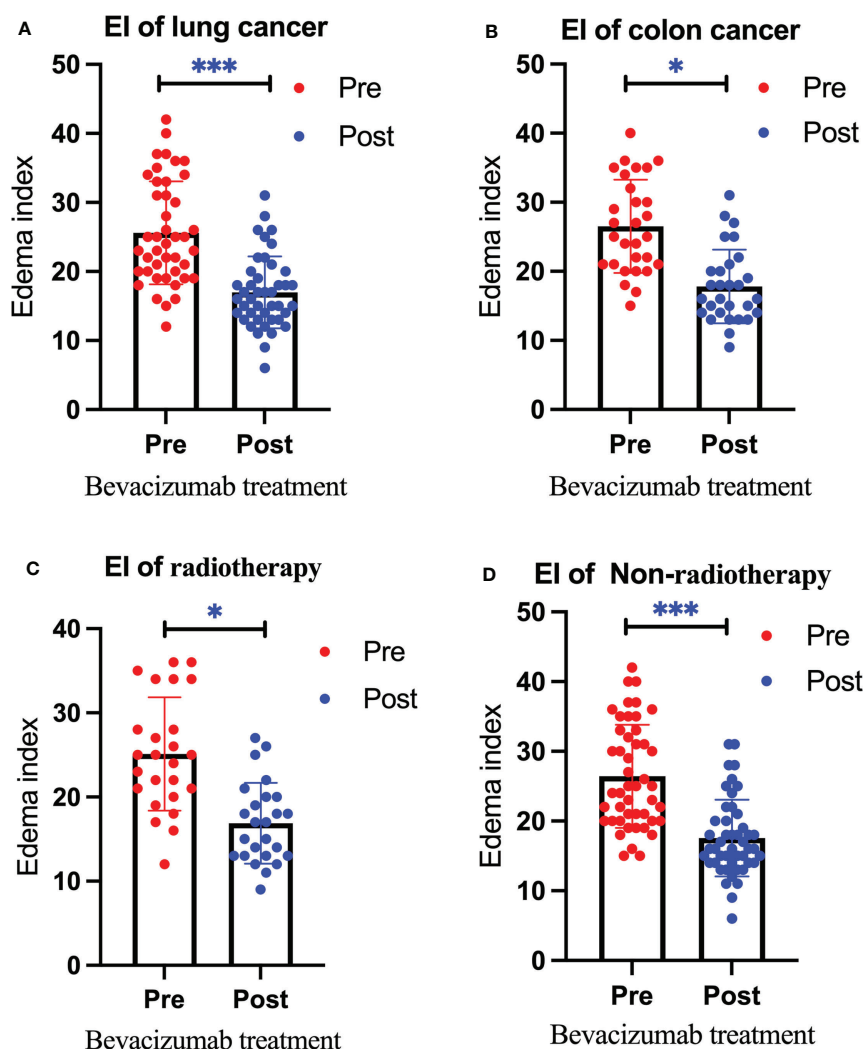 A
EI of lung cancer
***
Pre
Post
Edema index
50
40
30
20
10
0
Pre Post
Bevacizumab treatment
B
EI of colon cancer
*
Pre
Post
Edema index
50
40
30
20
10
0
Pre Post
Bevacizumab treatment
C
EI of radiotherapy
*
Pre
Post
Edema index
40
30
20
10
0
Pre Post
Bevacizumab treatment
D
EI of Non-radiotherapy
***
Pre
Post
Edema index
50
40
30
20
10
0
Pre Post
Bevacizumab treatment